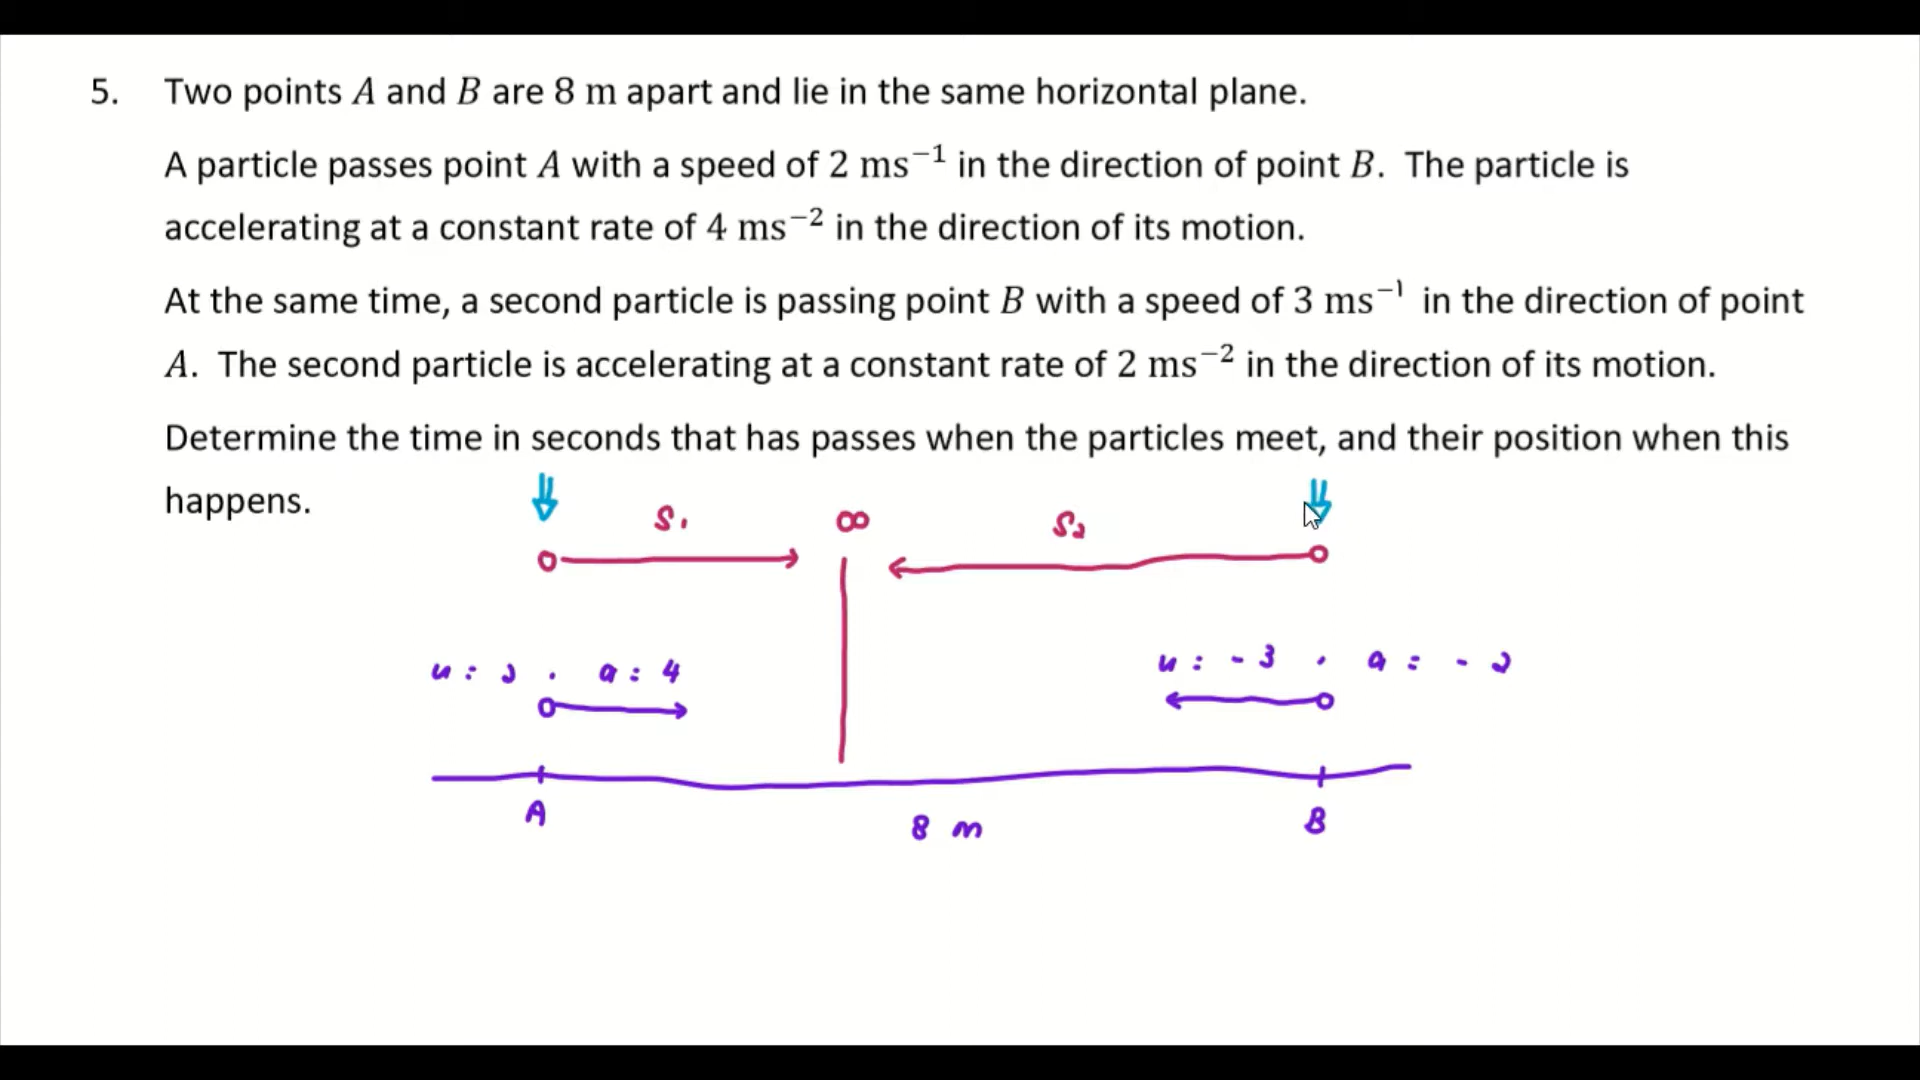 5. Two points A and B are 8 m apart and lie in the same horizontal plane.
A particle passes point A with a speed of 2 ms⁻¹ in the direction of point B. The particle is
accelerating at a constant rate of 4 ms⁻² in the direction of its motion.
At the same time, a second particle is passing point B with a speed of 3 ms⁻¹ in the direction of point
A. The second particle is accelerating at a constant rate of 2 ms⁻² in the direction of its motion.
Determine the time in seconds that has passes when the particles meet, and their position when this
happens.
S₁ S₂
u = 2 , a = 4 u = -3 , a = -2
A 8 m B